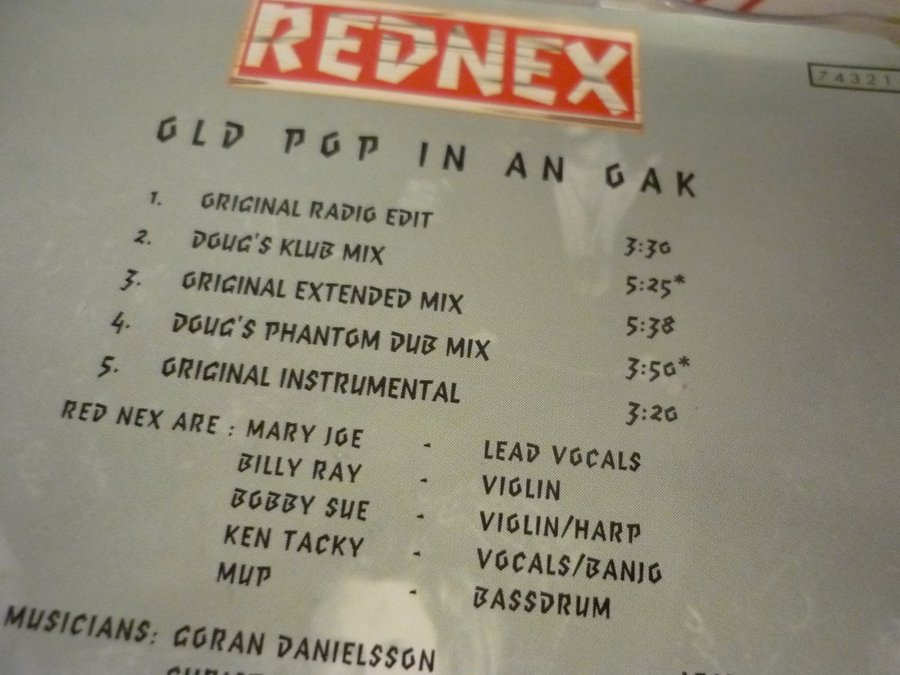 REDNEX
74321
OLD POP IN AN OAK
1. ORIGINAL RADIO EDIT 3:30
2. DOUG'S KLUB MIX 5:25*
3. ORIGINAL EXTENDED MIX 5:38
4. DOUG'S PHANTOM DUB MIX 3:50*
5. ORIGINAL INSTRUMENTAL 3:20
RED NEX ARE : MARY JOE - LEAD VOCALS
BILLY RAY - VIOLIN
BOBBY SUE - VIOLIN/HARP
KEN TACKY - VOCALS/BANJO
MUP - BASSDRUM
MUSICIANS: GORAN DANIELSSON